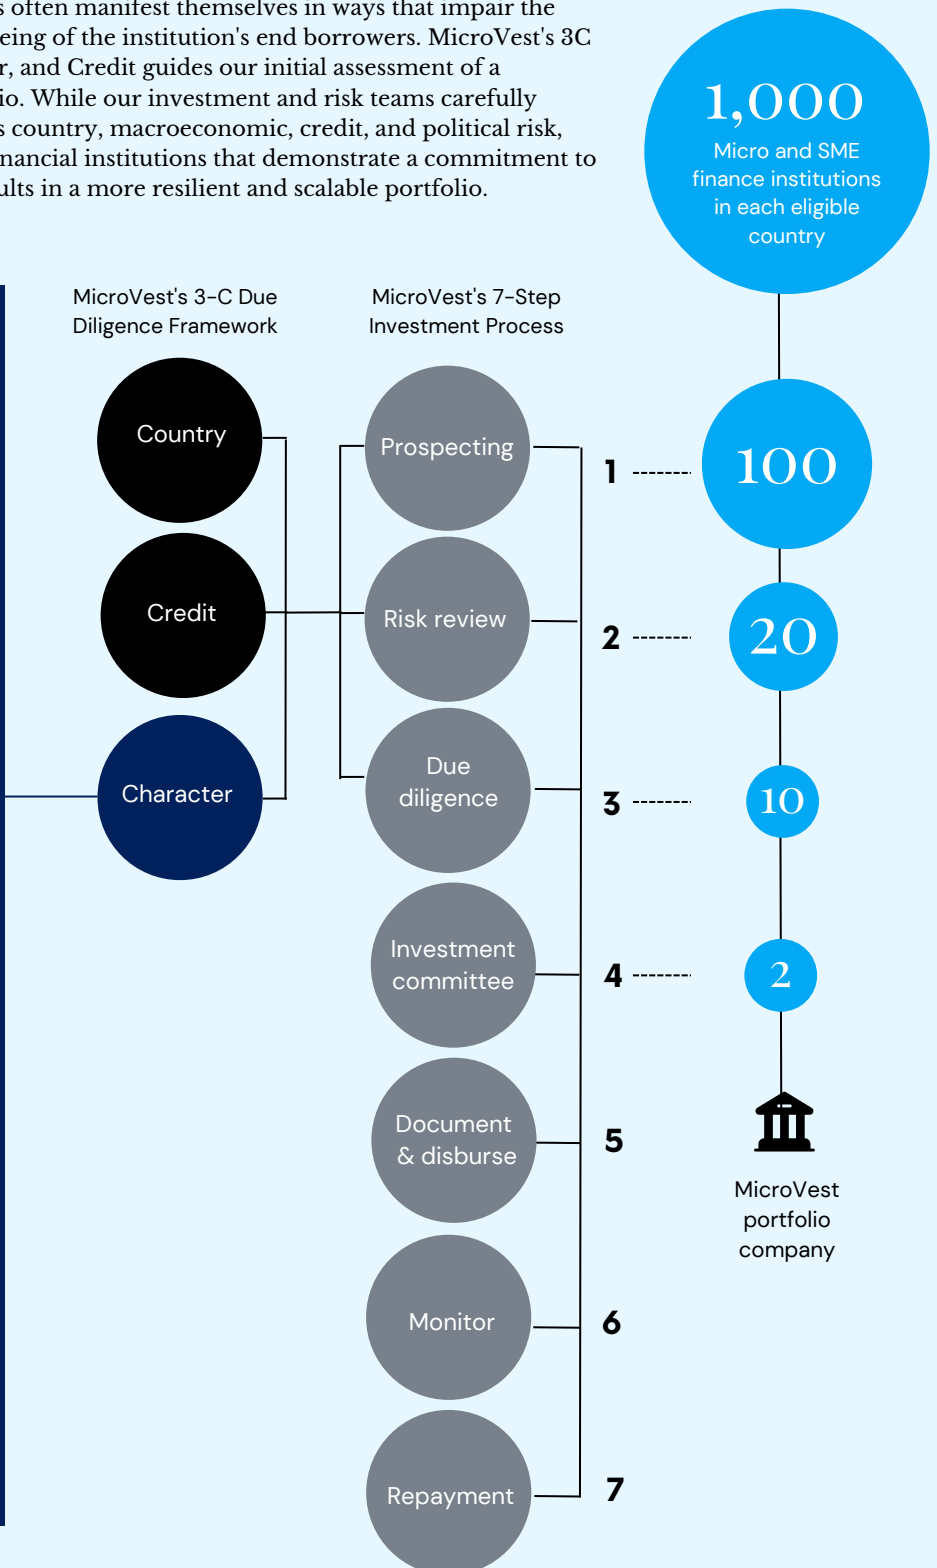 s often manifest themselves in ways that impair the
eing of the institution's end borrowers. MicroVest's 3C
r, and Credit guides our initial assessment of a
io. While our investment and risk teams carefully
s country, macroeconomic, credit, and political risk,
nancial institutions that demonstrate a commitment to
ults in a more resilient and scalable portfolio.
1,000
Micro and SME
finance institutions
in each eligible
country
MicroVest's 3-C Due
Diligence Framework
Country
Credit
Character
MicroVest's 7-Step
Investment Process
Prospecting
Risk review
Due
diligence
Investment
committee
Document
& disburse
Monitor
Repayment
1
2
3
4
5
6
7
100
20
10
2
MicroVest
portfolio
company